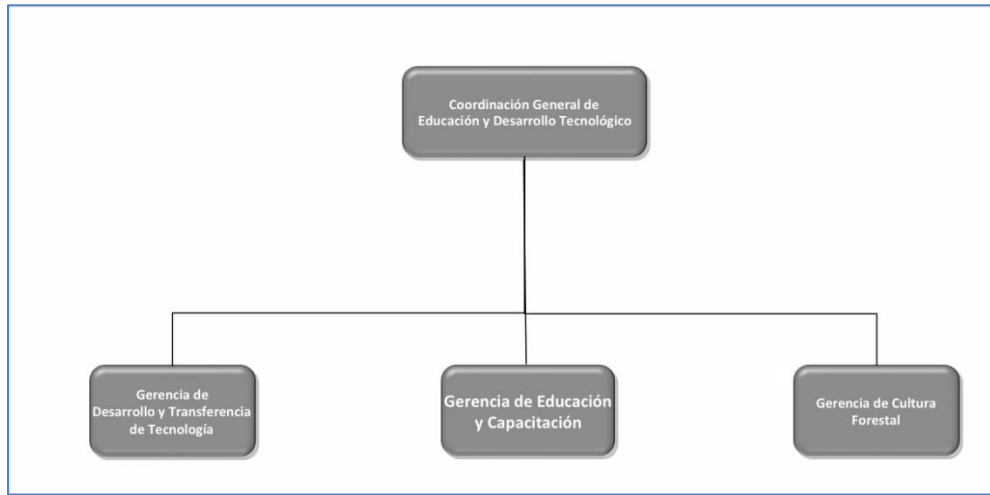 Coordinación General de
Educación y Desarrollo Tecnológico
Gerencia de
Desarrollo y Transferencia
de Tecnología
Gerencia de Educación
y Capacitación
Gerencia de Cultura
Forestal